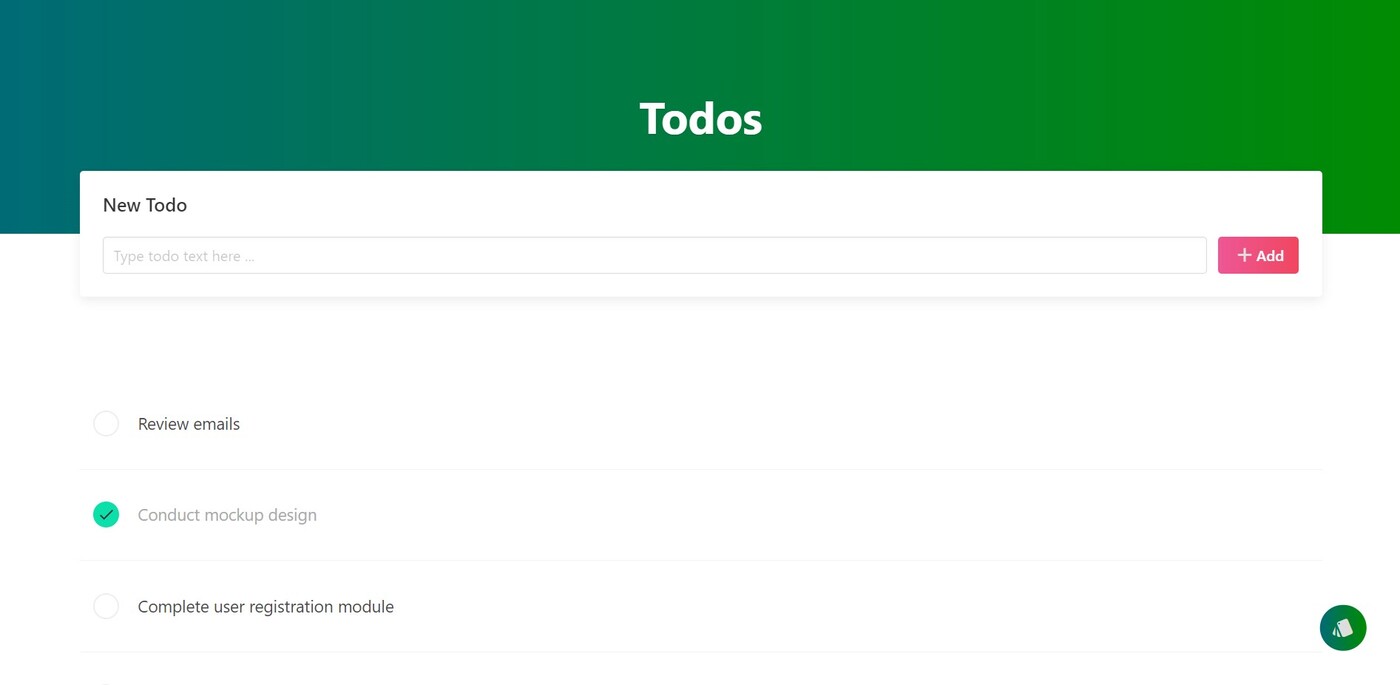 Todos
New Todo
Type todo text here ...
Add
Review emails
Conduct mockup design
Complete user registration module